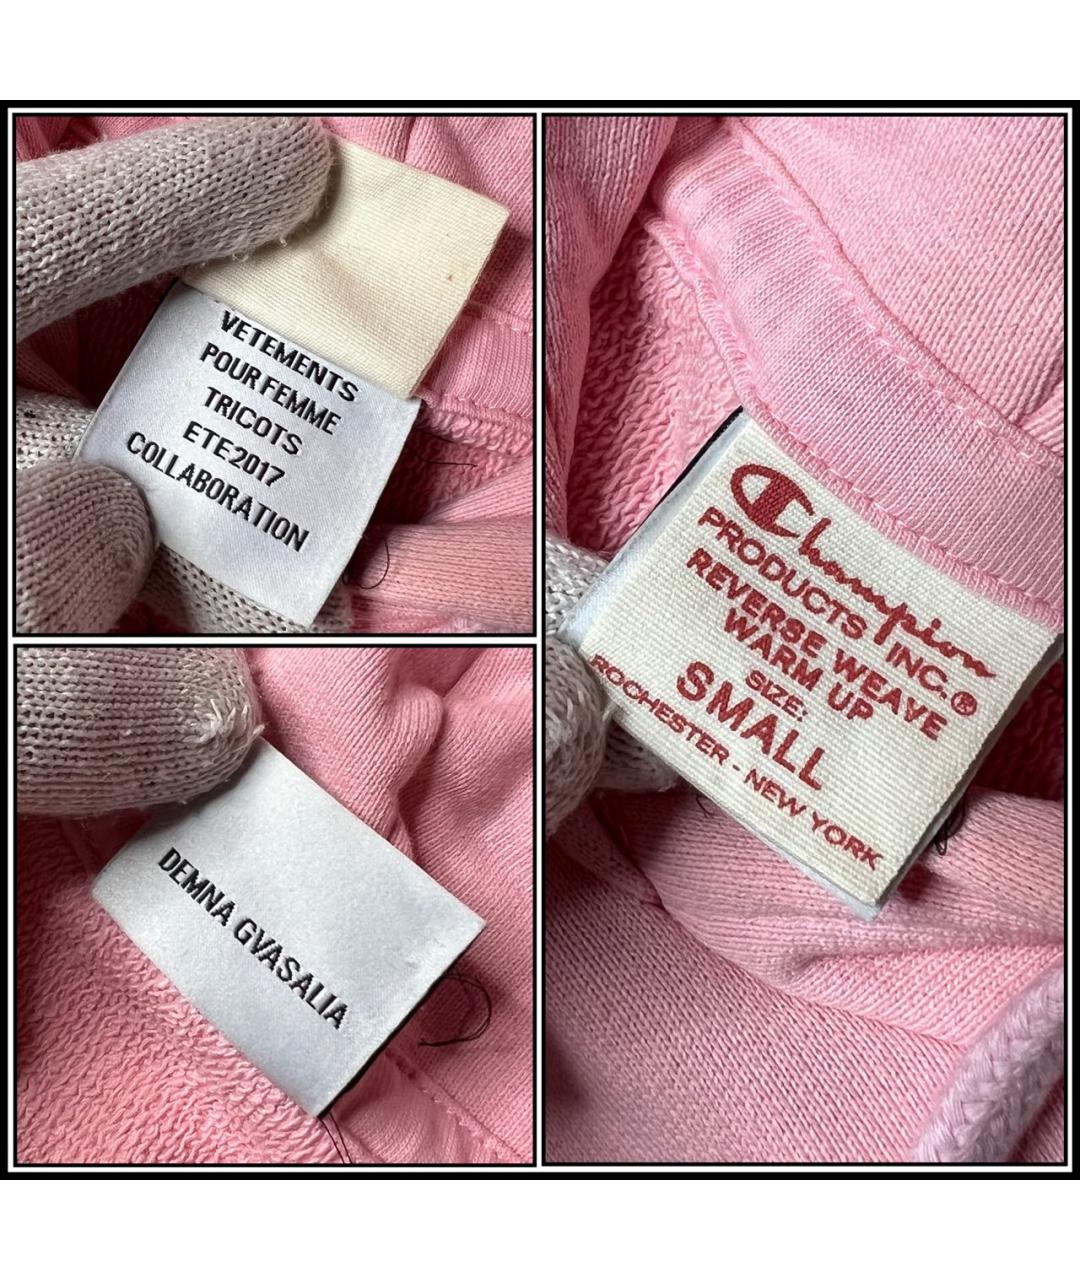 VETEMENTS
POUR FEMME
TRICOTS
ETE2017
COLLABORATION
Champion
PRODUCTS INC.®
REVERSE WEAVE
WARM UP
SIZE:
SMALL
ROCHESTER - NEW YORK
DEMNA GVASALIA